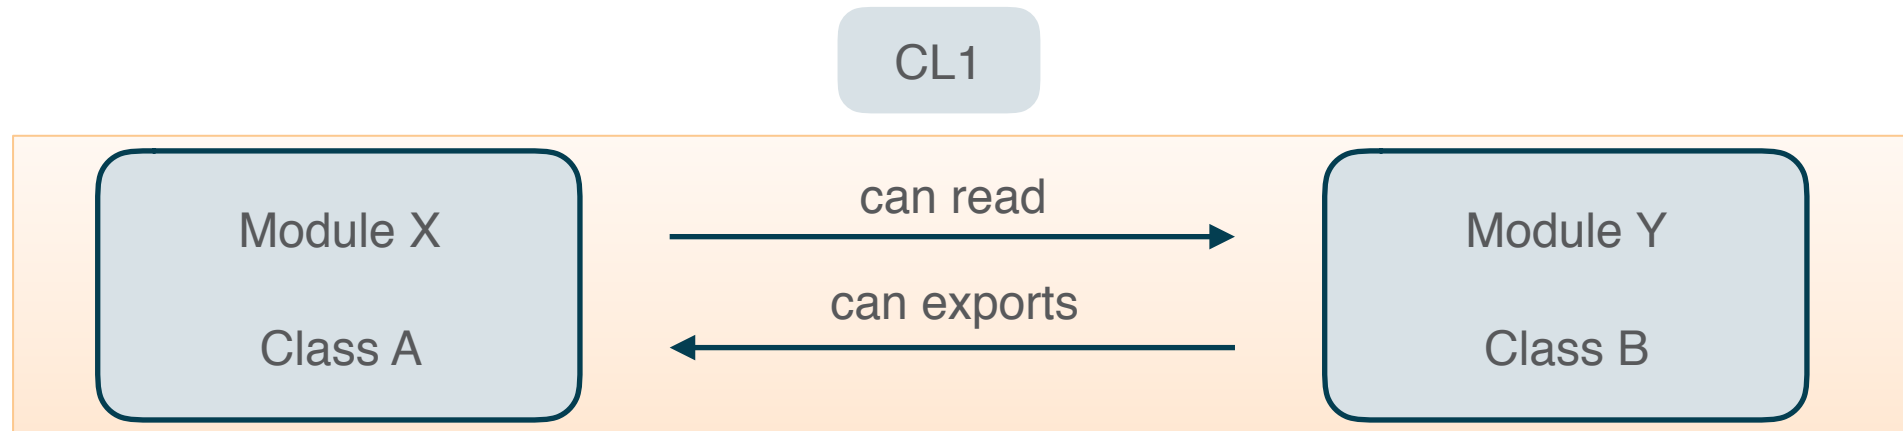 CL1
Module X
can read
Module Y
can exports
Class A
Class B